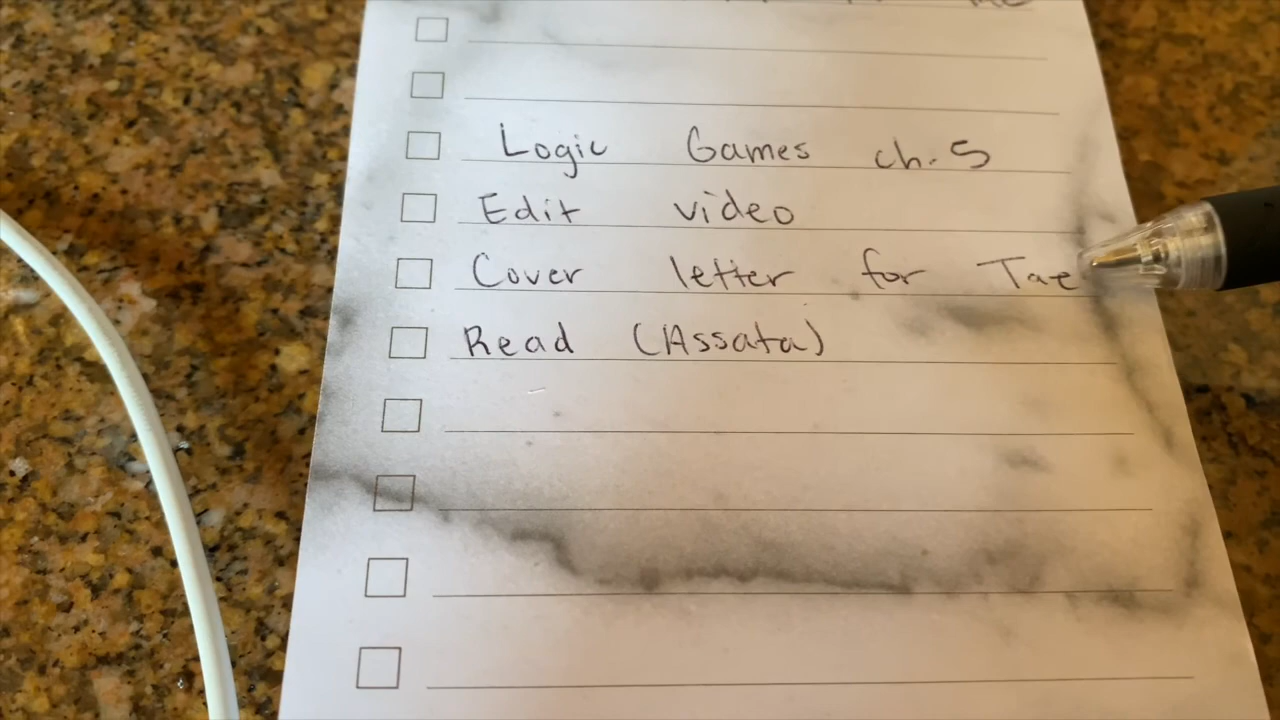 Logic Games ch. 5
Edit video
Cover letter for Tae
Read (Assata)